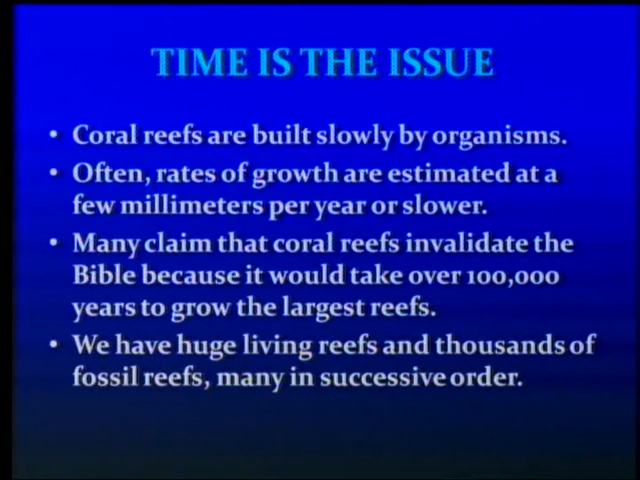 TIME IS THE ISSUE
• Coral reefs are built slowly by organisms.
• Often, rates of growth are estimated at a
few millimeters per year or slower.
• Many claim that coral reefs invalidate the
Bible because it would take over 100,000
years to grow the largest reefs.
• We have huge living reefs and thousands of
fossil reefs, many in successive order.